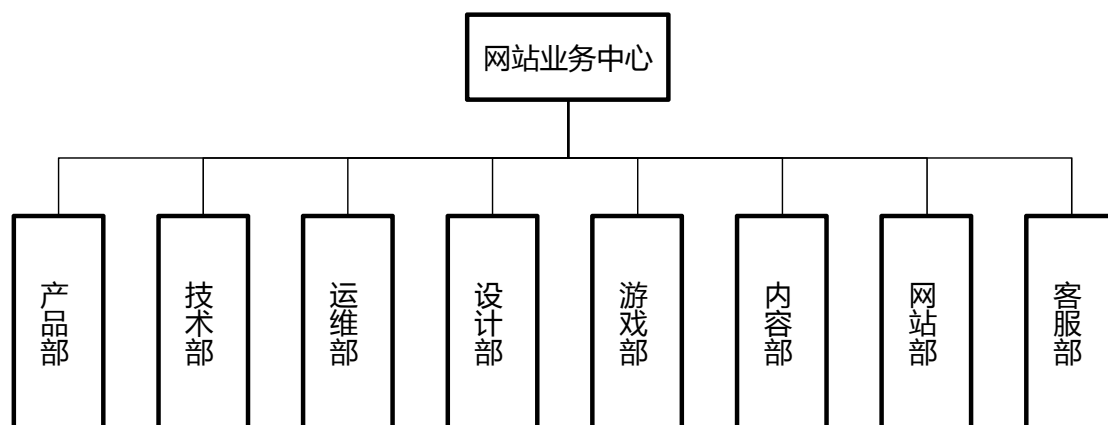 网站业务中心
产品部
技术部
运维部
设计部
游戏部
内容部
网站部
客服部